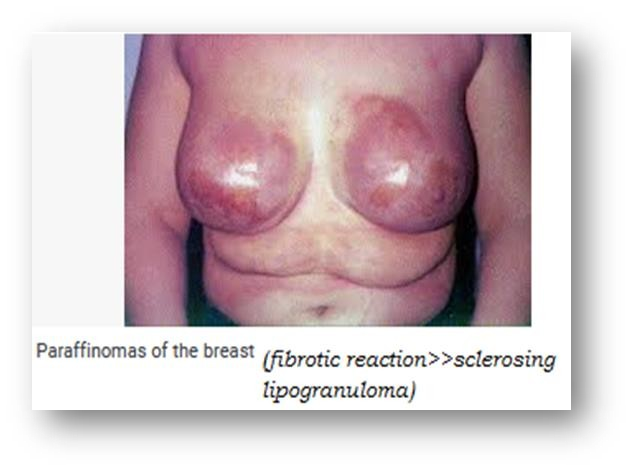 Paraffinomas of the breast (fibrotic reaction>>sclerosing
lipogranuloma)